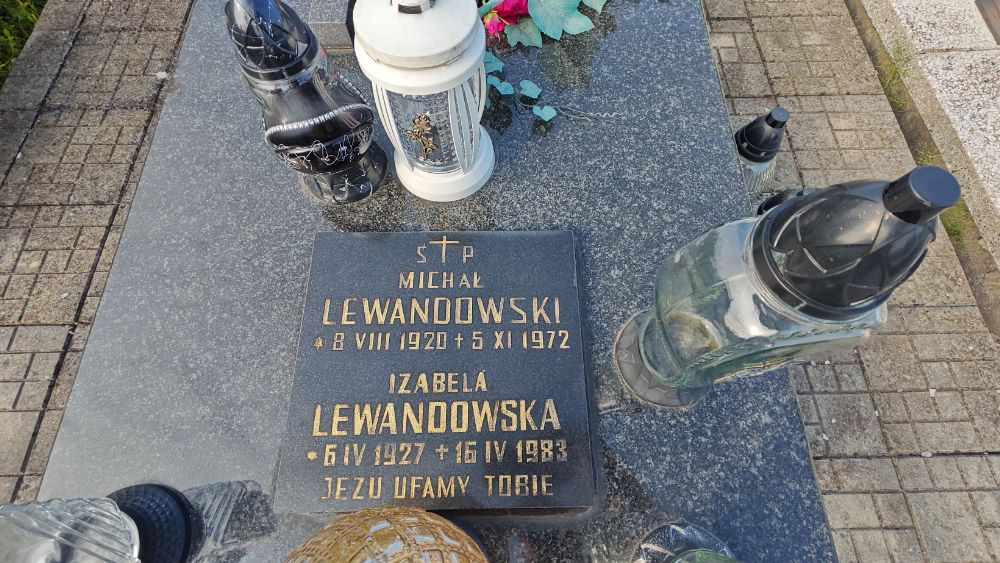 Ś P
MICHAŁ
LEWANDOWSKI
* 8 VIII 1920 + 5 XI 1972
IZABELA
LEWANDOWSKA
* 6 IV 1927 + 16 IV 1983
JEZU UFAMY TOBIE